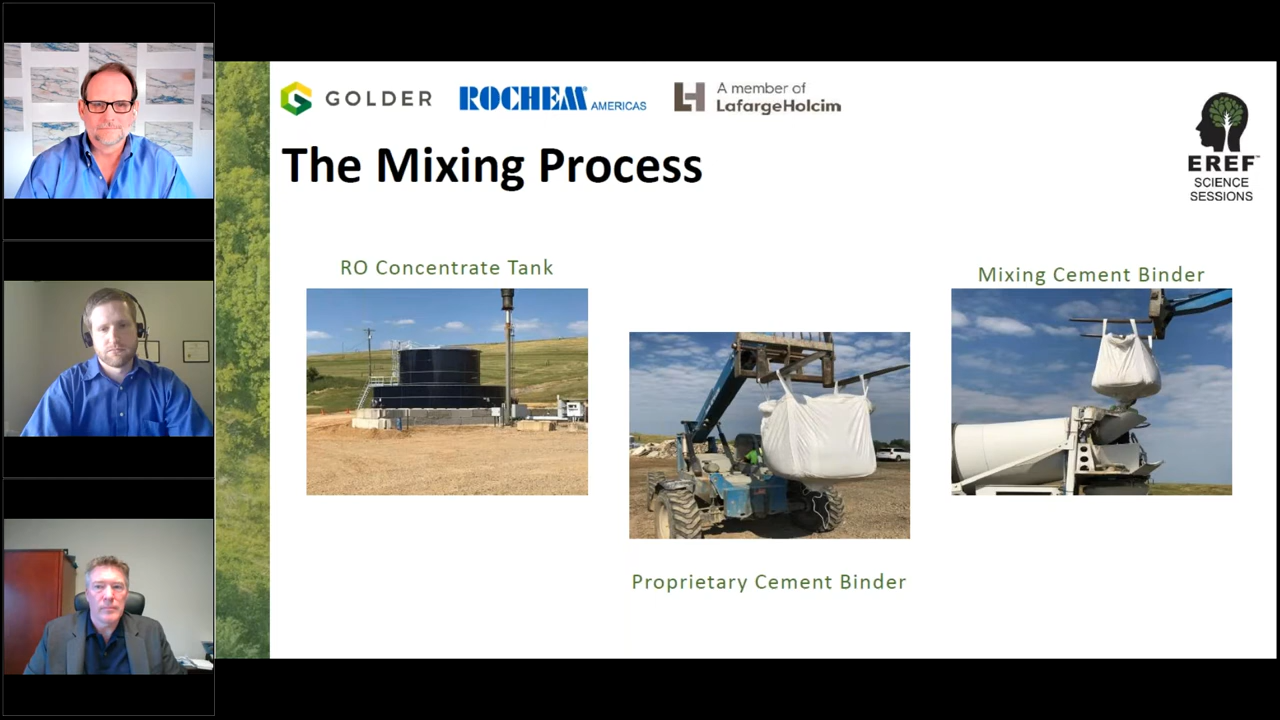 GOLDER
ROCHEM AMERICAS
A member of
LafargeHolcim
EREF™
SCIENCE
SESSIONS
The Mixing Process
RO Concentrate Tank
Mixing Cement Binder
Proprietary Cement Binder